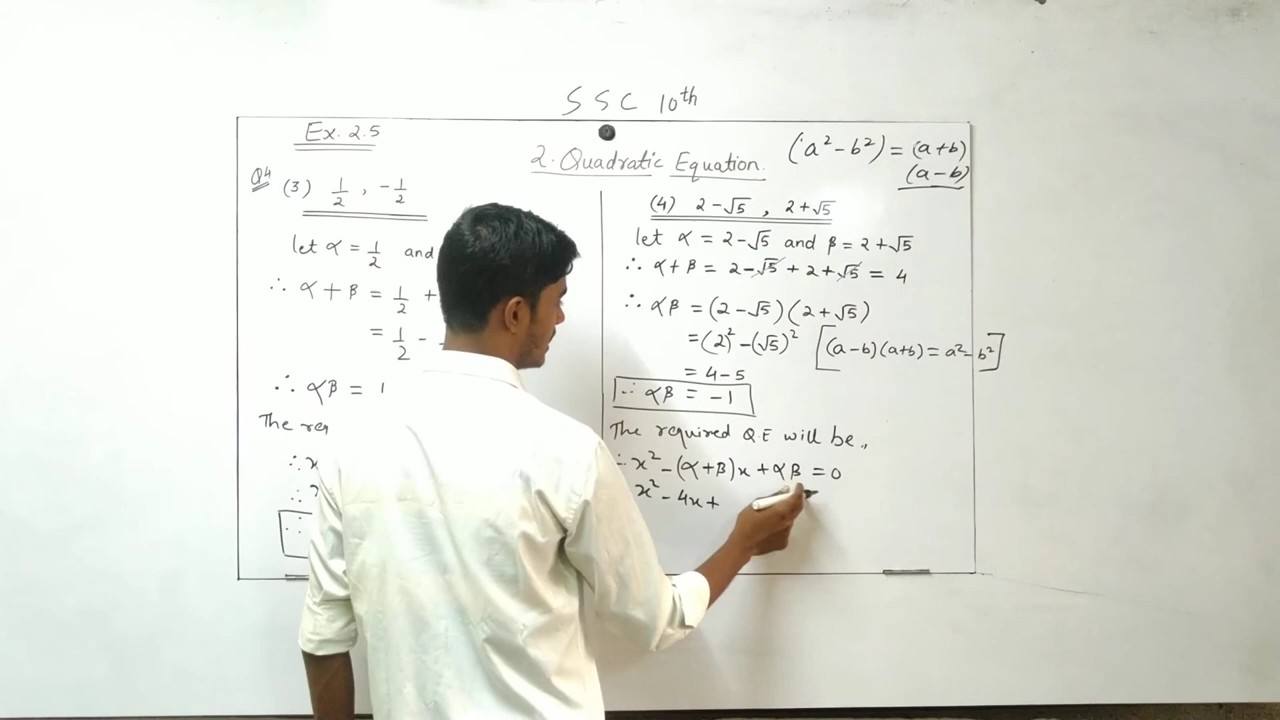 SSC 10th
Ex. 2.5
2. Quadratic Equation.
(a² - b²) = (a+b)
(a-b)
Q4 (3) 1/2 , -1/2
let α = 1/2 and
∴ α + β = 1/2 +
= 1/2 -
∴ αβ = 1
The req
∴ x
∴
(4) 2-√5 , 2+√5
let α = 2-√5 and β = 2+√5
∴ α+β = 2-√5 + 2+√5 = 4
∴ αβ = (2-√5)(2+√5)
= (2)² - (√5)² [(a-b)(a+b) = a² - b²]
= 4-5
∴ αβ = -1
The required Q.E will be.,
∴ x² - (α+β)x + αβ = 0
x² - 4x +